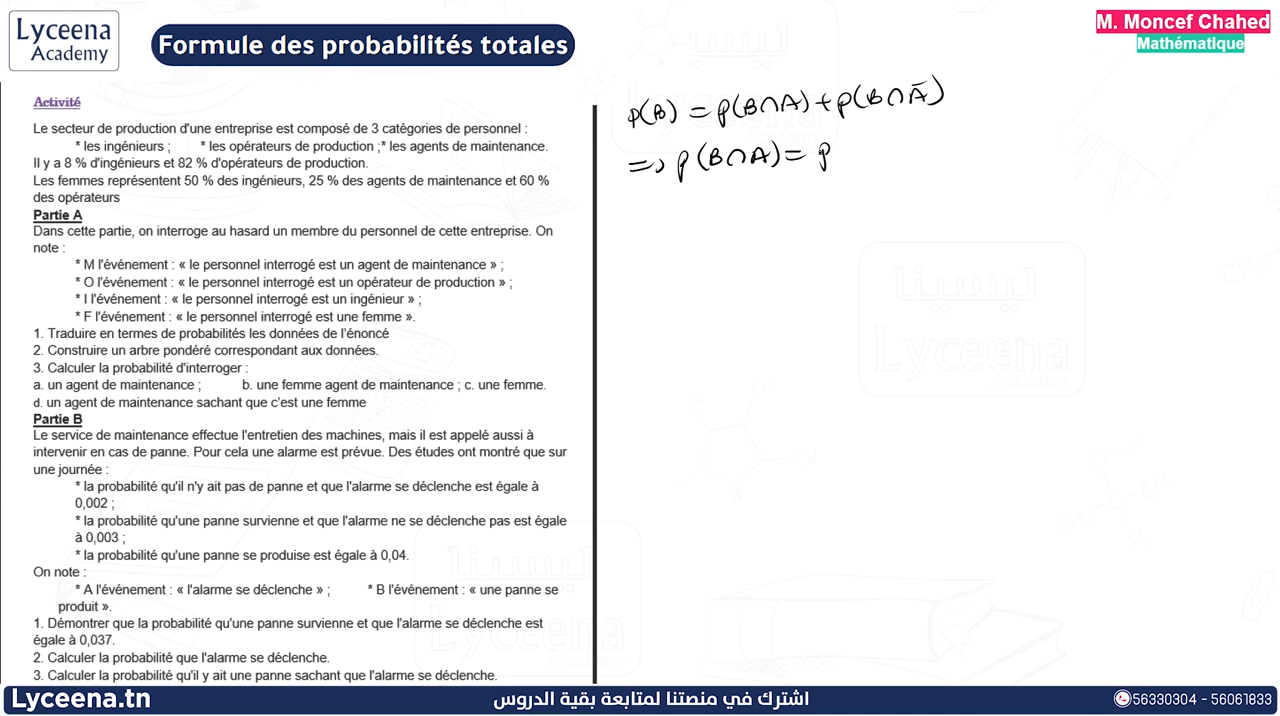 Lyceena
Academy
Formule des probabilités totales
M. Moncef Chahed
Mathématique
Activité
Le secteur de production d'une entreprise est composé de 3 catégories de personnel :
* les ingénieurs ; * les opérateurs de production ;* les agents de maintenance.
Il y a 8 % d'ingénieurs et 82 % d'opérateurs de production.
Les femmes représentent 50 % des ingénieurs, 25 % des agents de maintenance et 60 %
des opérateurs
Partie A
Dans cette partie, on interroge au hasard un membre du personnel de cette entreprise. On
note :
* M l'événement : « le personnel interrogé est un agent de maintenance » ;
* O l'événement : « le personnel interrogé est un opérateur de production » ;
* I l'événement : « le personnel interrogé est un ingénieur » ;
* F l'événement : « le personnel interrogé est une femme ».
1. Traduire en termes de probabilités les données de l'énoncé
2. Construire un arbre pondéré correspondant aux données.
3. Calculer la probabilité d'interroger :
a. un agent de maintenance ; b. une femme agent de maintenance ; c. une femme.
d. un agent de maintenance sachant que c'est une femme
Partie B
Le service de maintenance effectue l'entretien des machines, mais il est appelé aussi à
intervenir en cas de panne. Pour cela une alarme est prévue. Des études ont montré que sur
une journée :
* la probabilité qu'il n'y ait pas de panne et que l'alarme se déclenche est égale à
0,002 ;
* la probabilité qu'une panne survienne et que l'alarme ne se déclenche pas est égale
à 0,003 ;
* la probabilité qu'une panne se produise est égale à 0,04.
On note :
* A l'événement : « l'alarme se déclenche » ; * B l'événement : « une panne se
produit ».
1. Démontrer que la probabilité qu'une panne survienne et que l'alarme se déclenche est
égale à 0,037.
2. Calculer la probabilité que l'alarme se déclenche.
3. Calculer la probabilité qu'il y ait une panne sachant que l'alarme se déclenche.
p(B) = p(B∩A) + p(B∩Ā)
=> p(B∩A) = p
ليسينا
Lyceena
Academy
Lyceena.tn
اشترك في منصتنا لمتابعة بقية الدروس
56330304 - 56061833